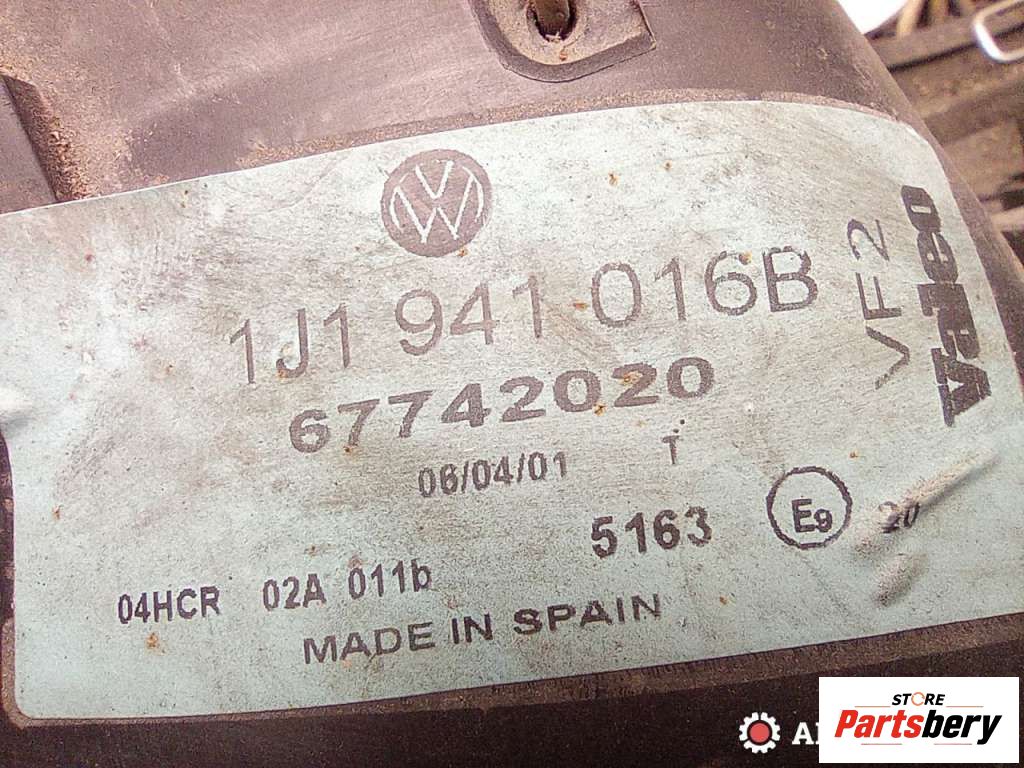 1J1 941 016B
67742020
06/04/01 T
VF2
Valeo
5163 E9 20
04HCR 02A 011b
MADE IN SPAIN
STORE
Partsbery